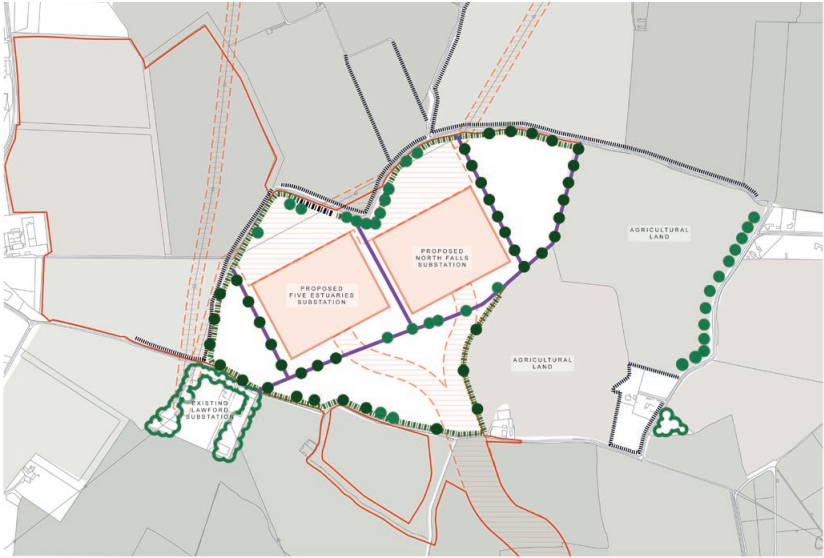 AGRICULTURAL
LAND
PROPOSED
NORTH FALLS
SUBSTATION
PROPOSED
FIVE ESTUARIES
SUBSTATION
AGRICULTURAL
LAND
EXISTING
LAWFORD
SUBSTATION